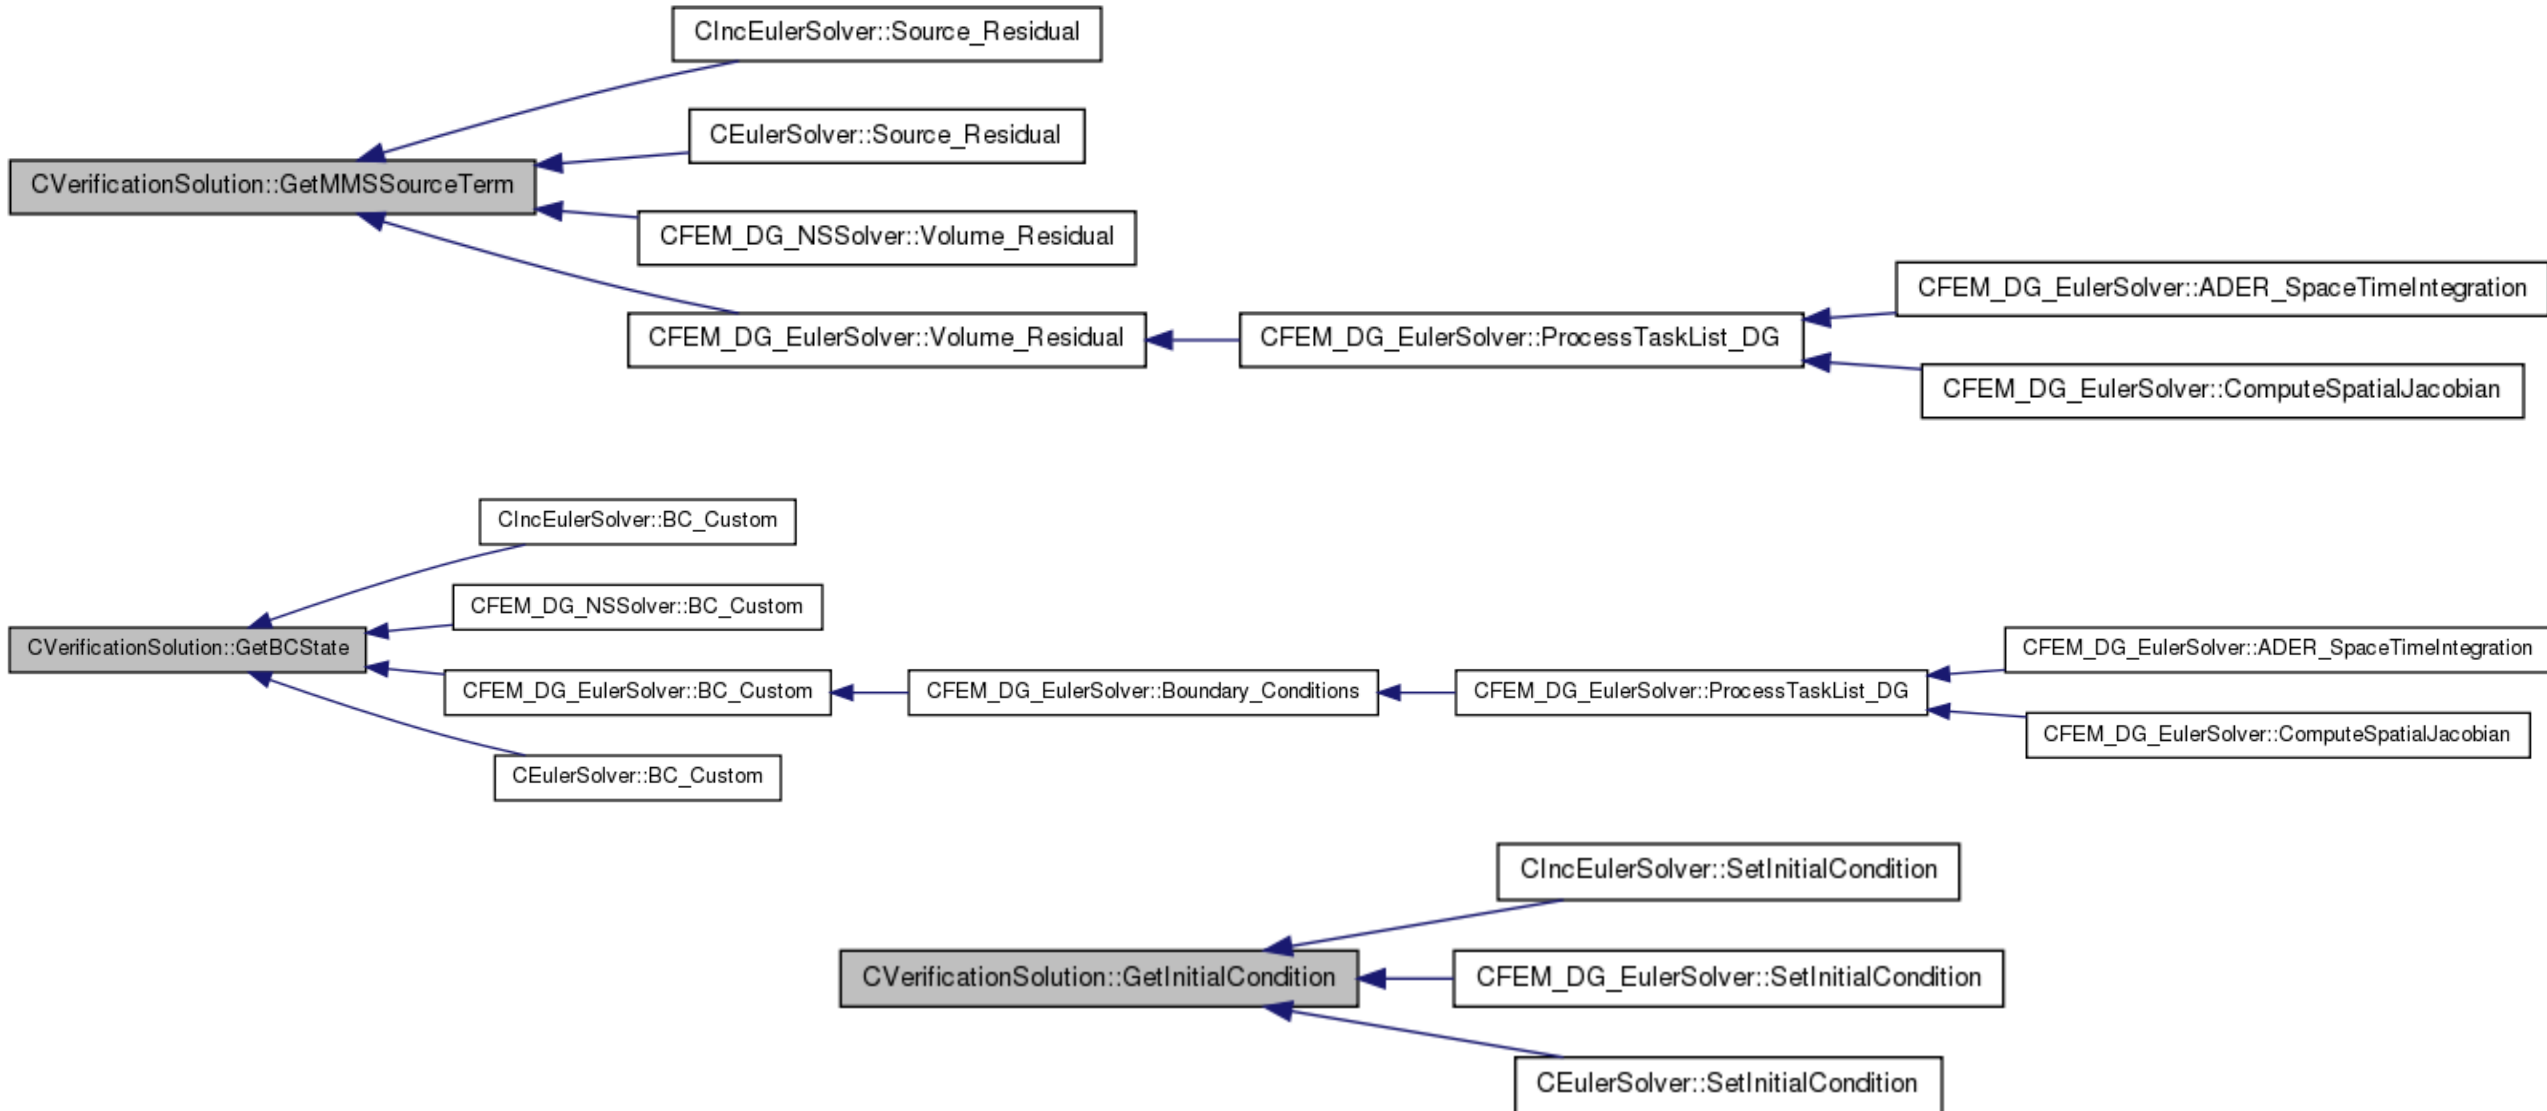 CIncEulerSolver::Source_Residual
CEulerSolver::Source_Residual
CVerificationSolution::GetMMSSourceTerm
CFEM_DG_NSSolver::Volume_Residual
CFEM_DG_EulerSolver::ADER_SpaceTimeIntegration
CFEM_DG_EulerSolver::Volume_Residual
CFEM_DG_EulerSolver::ProcessTaskList_DG
CFEM_DG_EulerSolver::ComputeSpatialJacobian
CIncEulerSolver::BC_Custom
CFEM_DG_NSSolver::BC_Custom
CVerificationSolution::GetBCState
CFEM_DG_EulerSolver::ADER_SpaceTimeIntegration
CFEM_DG_EulerSolver::BC_Custom
CFEM_DG_EulerSolver::Boundary_Conditions
CFEM_DG_EulerSolver::ProcessTaskList_DG
CFEM_DG_EulerSolver::ComputeSpatialJacobian
CEulerSolver::BC_Custom
CIncEulerSolver::SetInitialCondition
CVerificationSolution::GetInitialCondition
CFEM_DG_EulerSolver::SetInitialCondition
CEulerSolver::SetInitialCondition